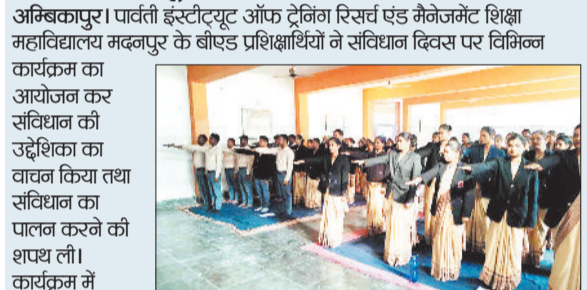 अम्बिकापुर। पार्वती इंस्टीट्यूट ऑफ ट्रेनिंग रिसर्च एंड मैनेजमेंट शिक्षा
महाविद्यालय मदनपुर के बीएड प्रशिक्षार्थियों ने संविधान दिवस पर विभिन्न
कार्यक्रम का
आयोजन कर
संविधान की
उद्देशिका का
वाचन किया तथा
संविधान का
पालन करने की
शपथ ली।
कार्यक्रम में